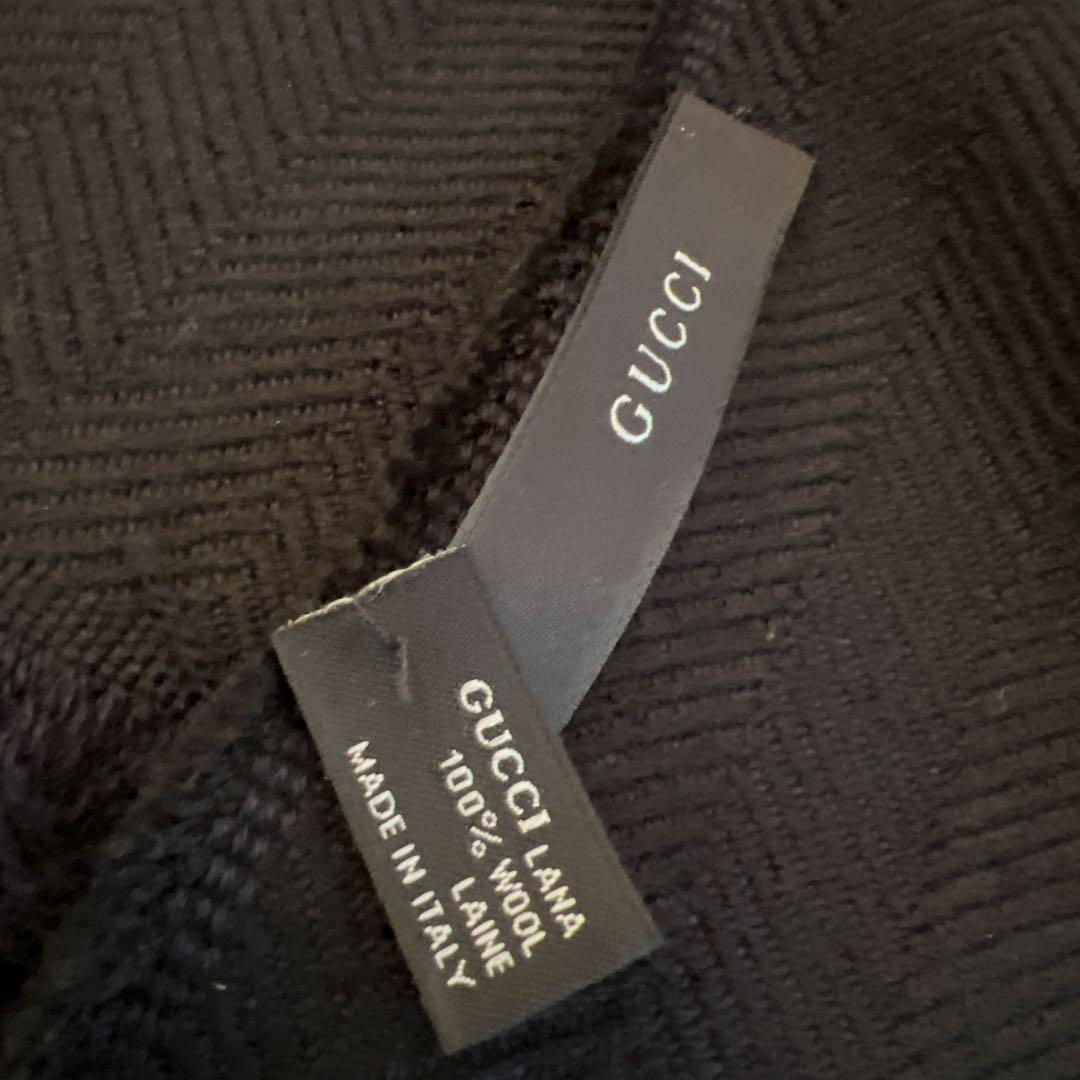 GUCCI
GUCCI LANA
100% WOOL
LAINE
MADE IN ITALY